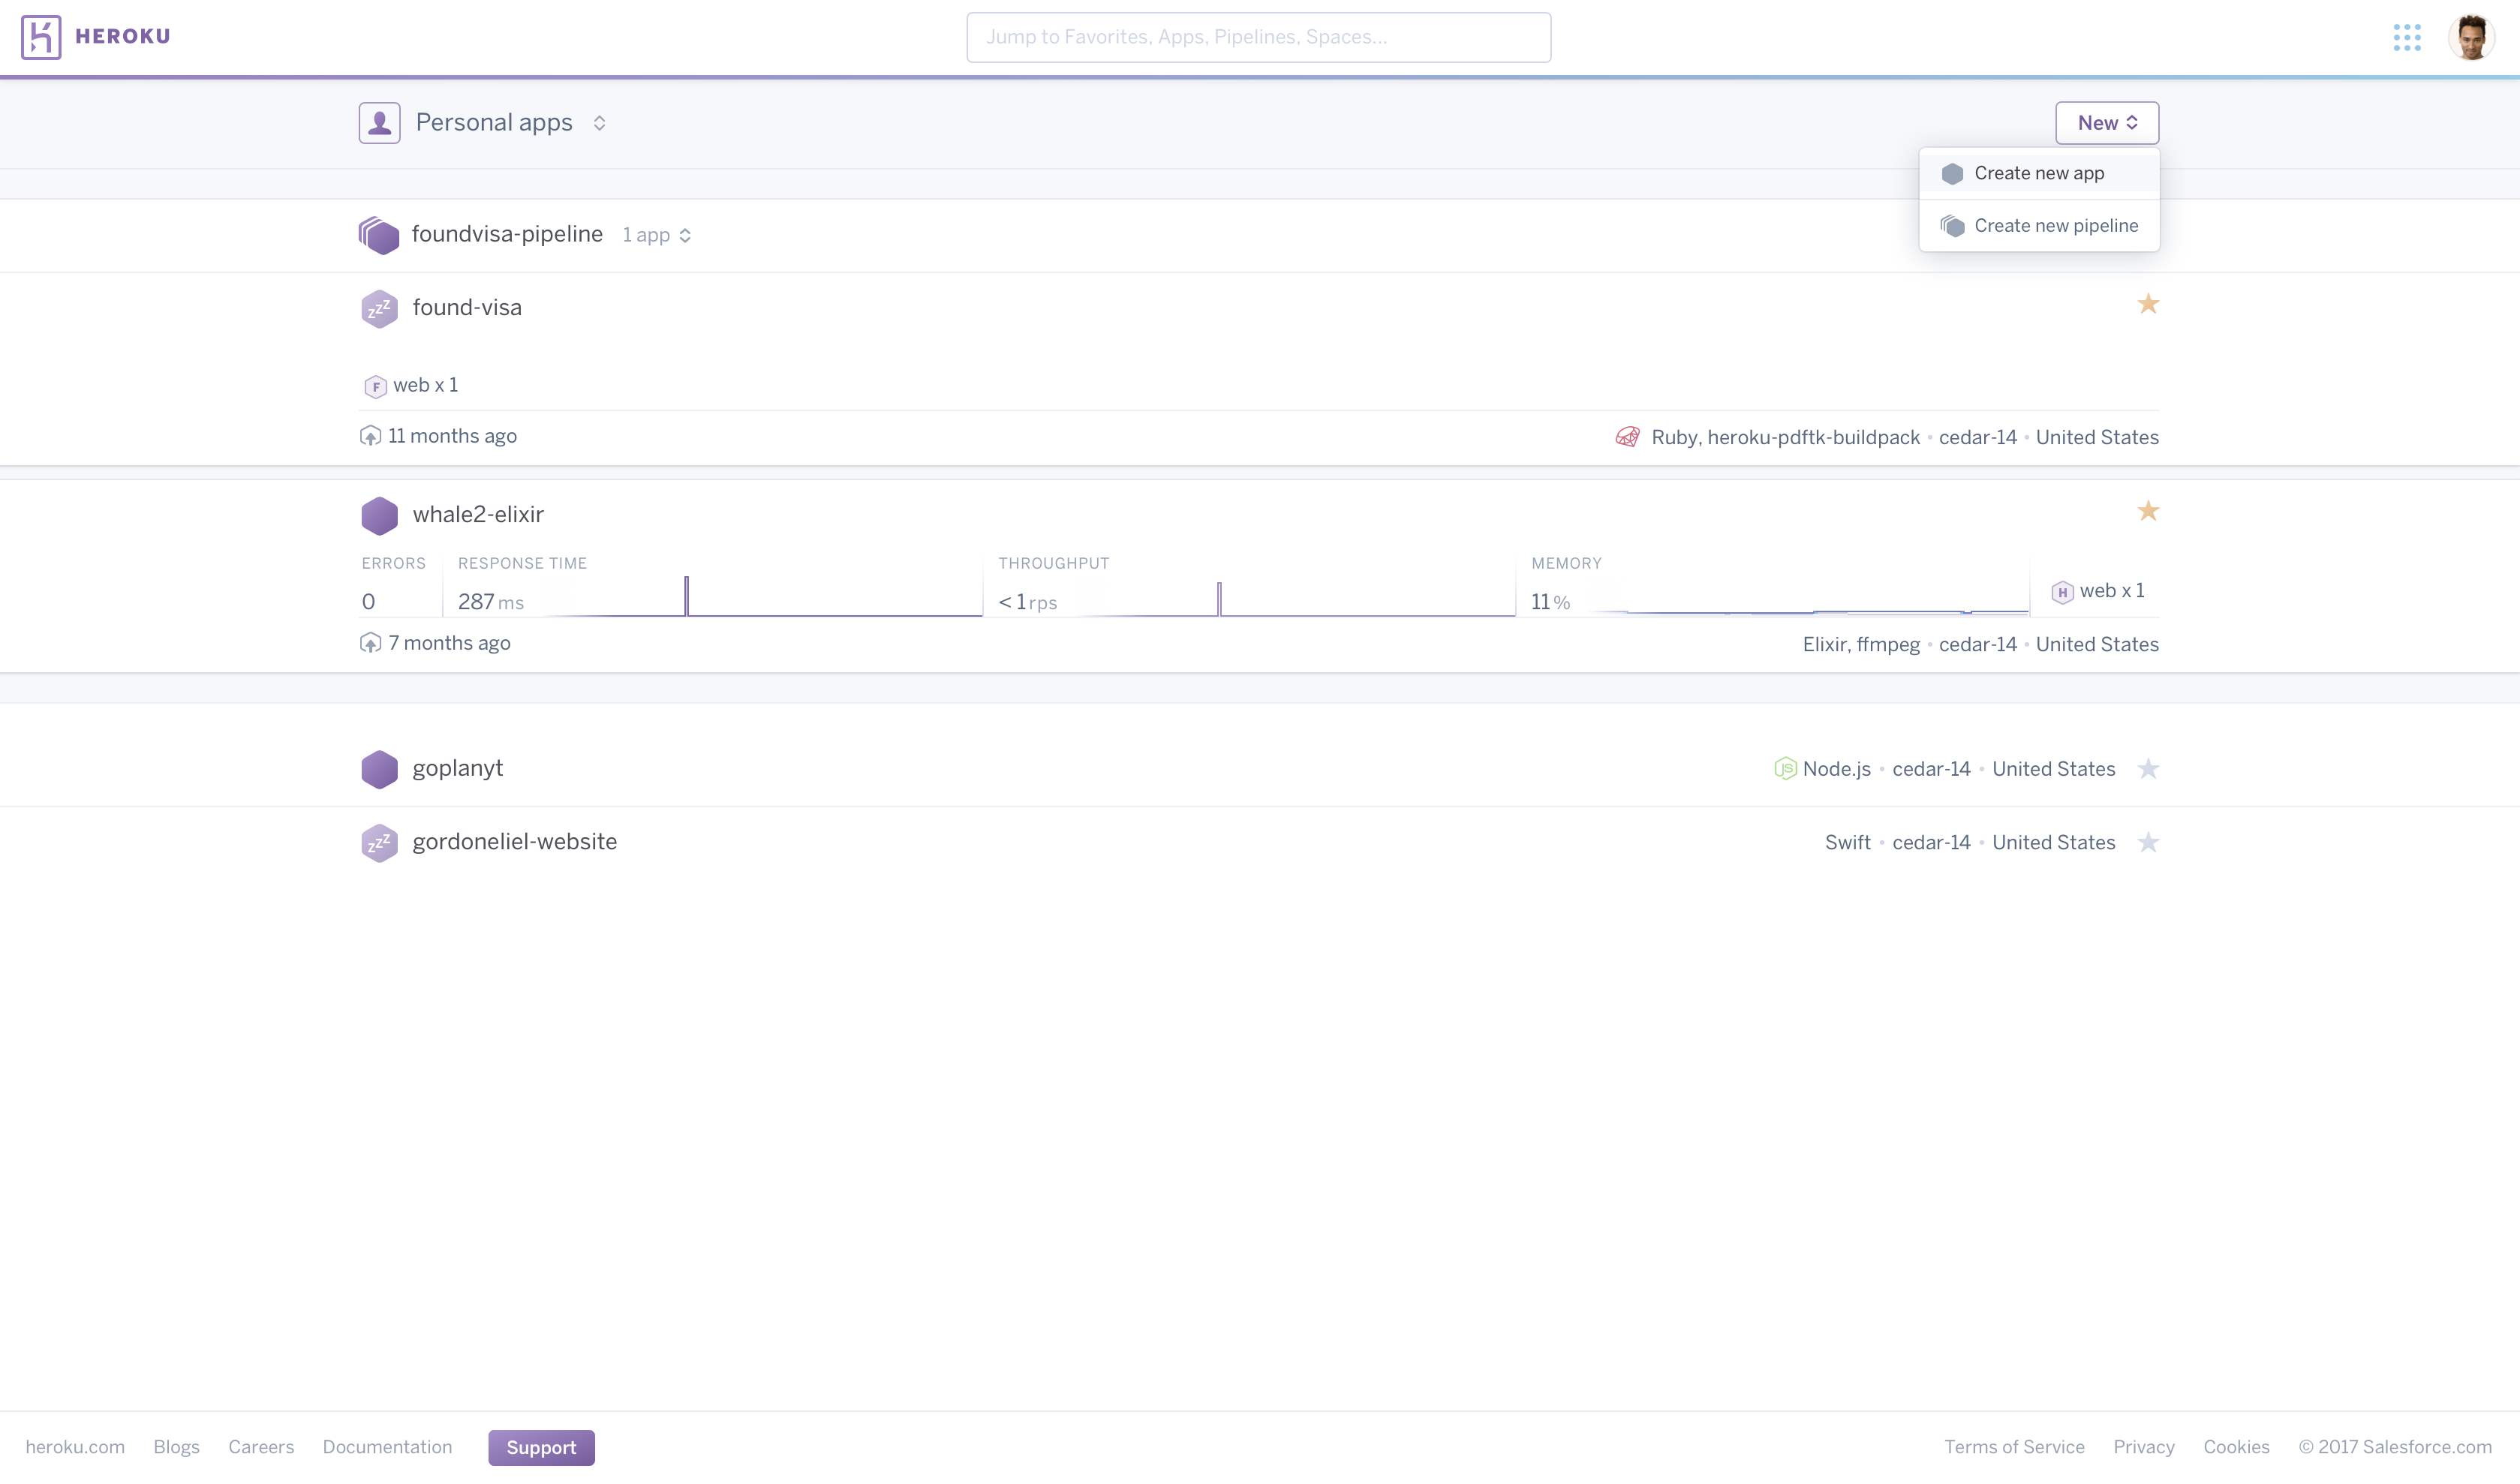 HEROKU
Jump to Favorites, Apps, Pipelines, Spaces...
Personal apps
New
Create new app
Create new pipeline
foundvisa-pipeline 1 app
zzz found-visa
F web x 1
11 months ago
Ruby, heroku-pdftk-buildpack • cedar-14 • United States
whale2-elixir
ERRORS RESPONSE TIME THROUGHPUT MEMORY
0 287 ms < 1 rps 11 % H web x 1
7 months ago
Elixir, ffmpeg • cedar-14 • United States
goplanyt JS Node.js • cedar-14 • United States
zzz gordoneliel-website Swift • cedar-14 • United States
heroku.com Blogs Careers Documentation Support Terms of Service Privacy Cookies © 2017 Salesforce.com